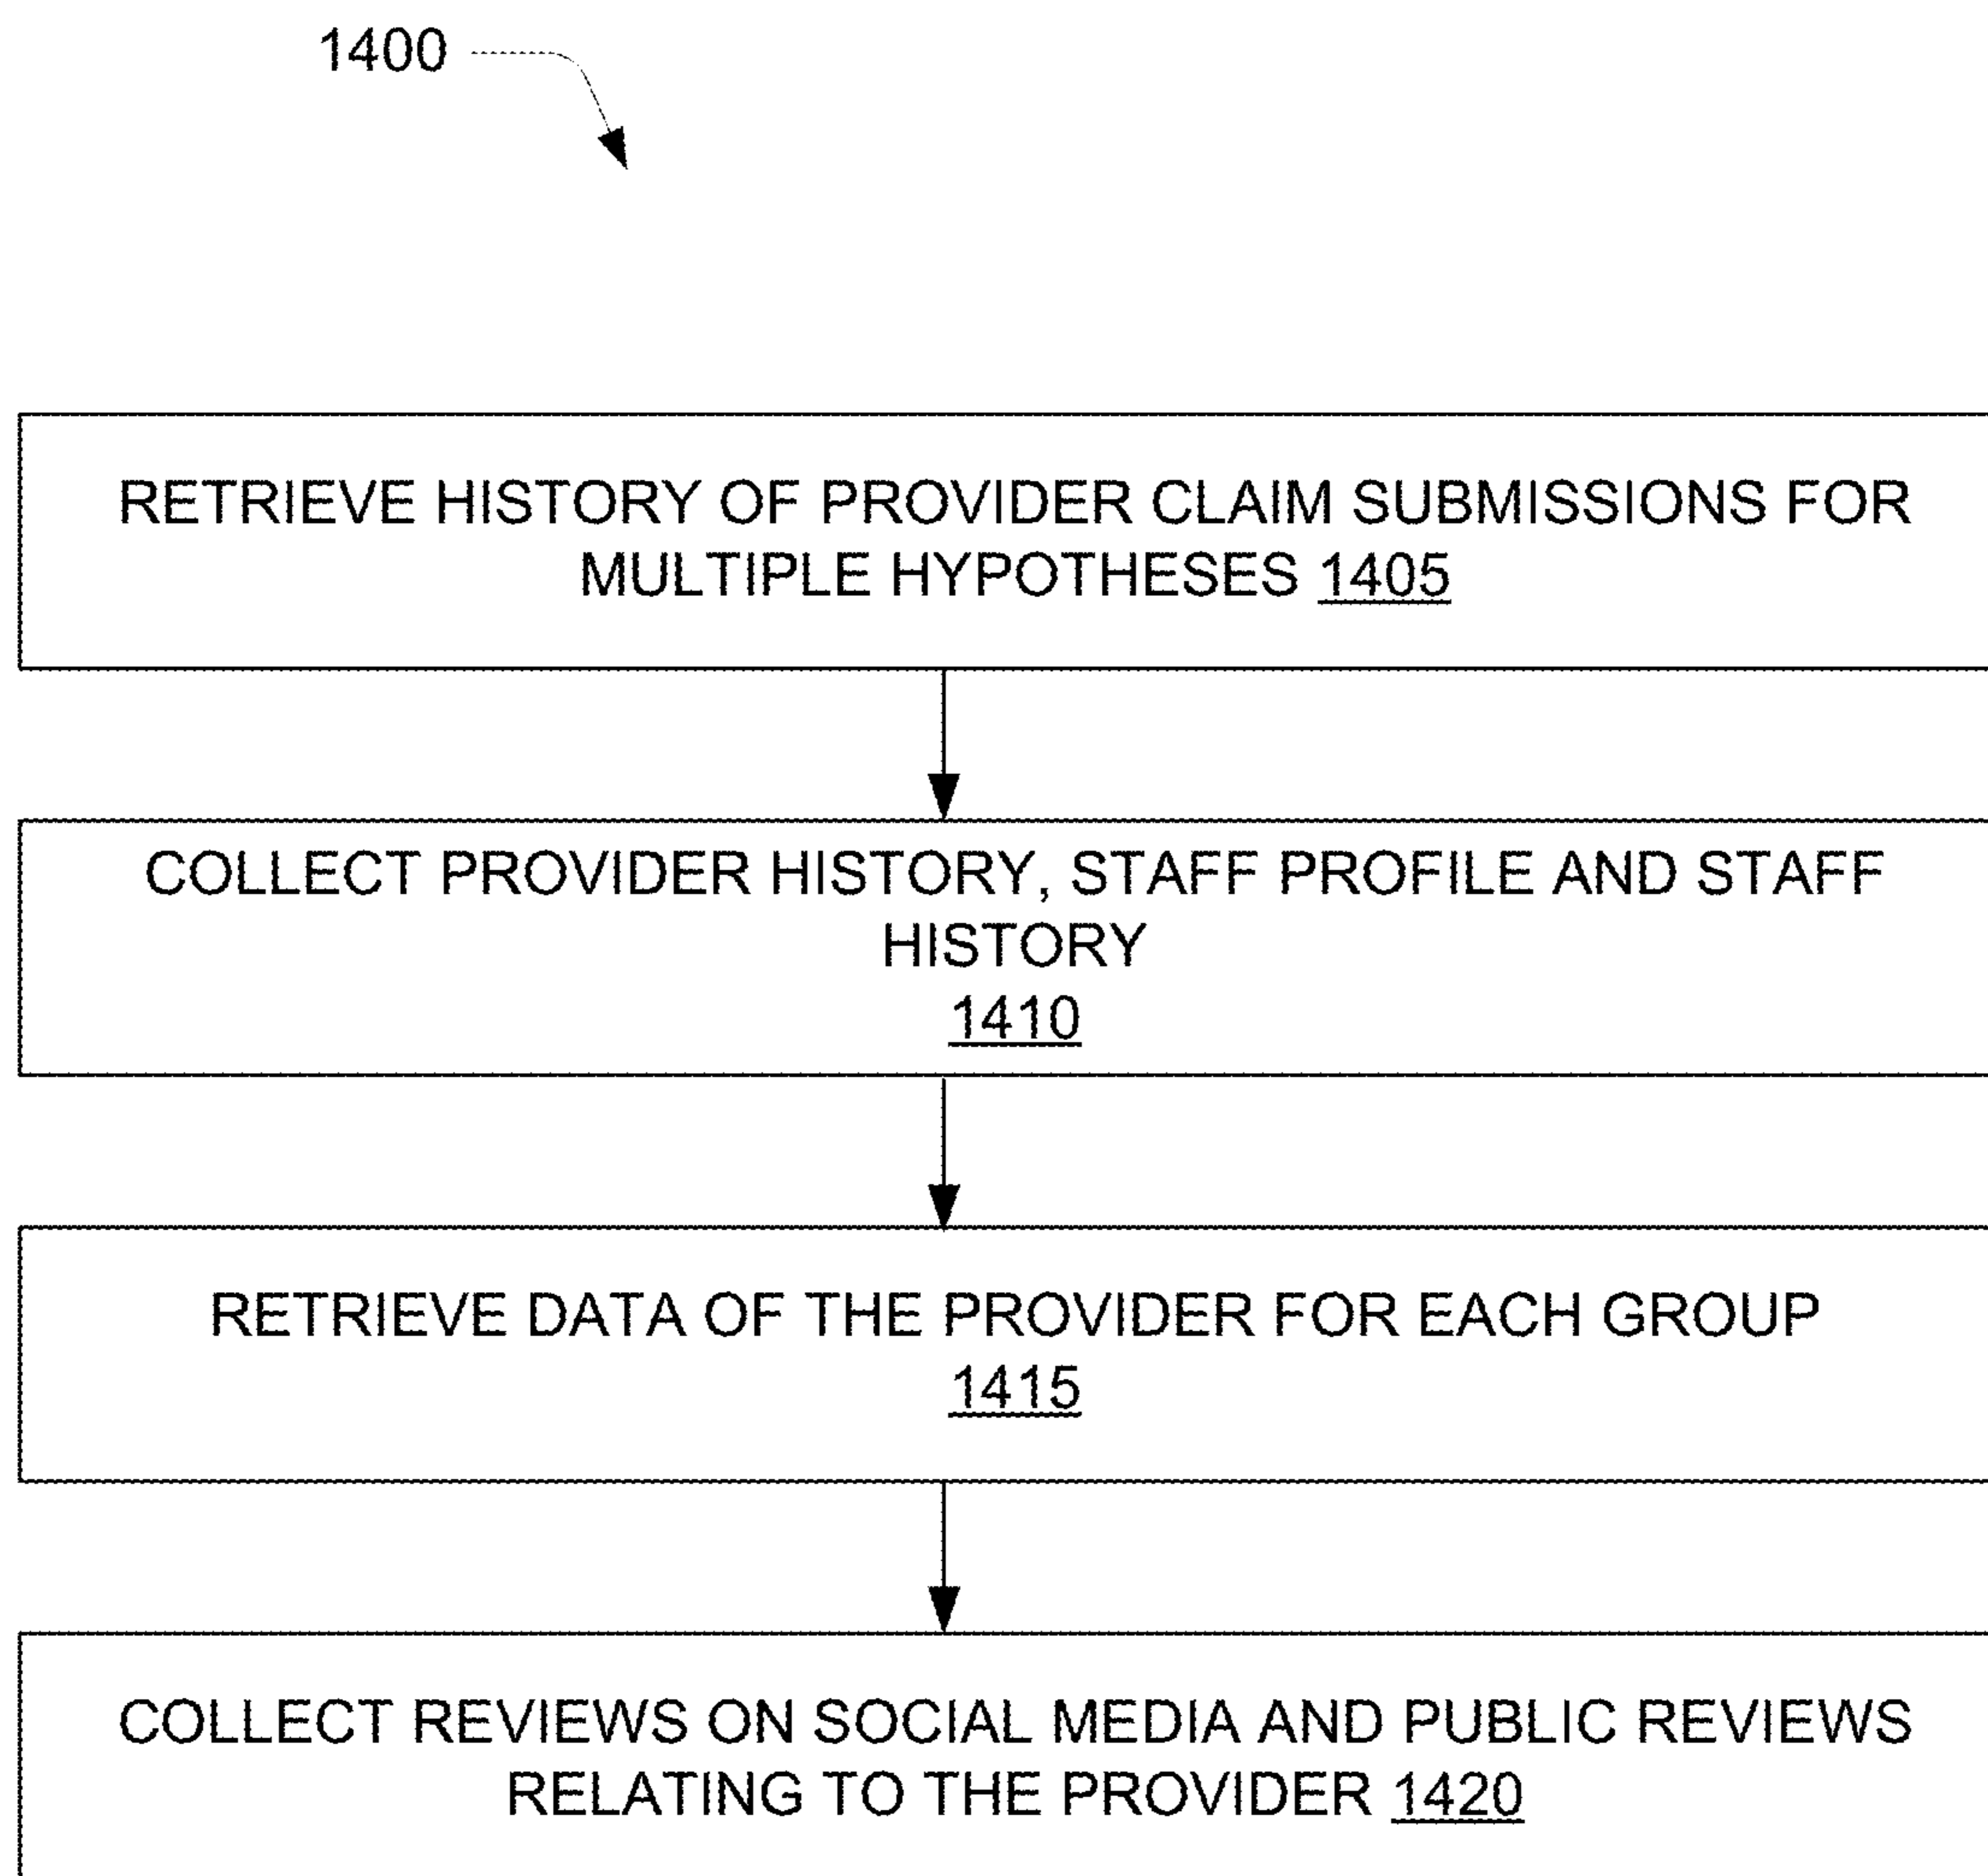 1400
RETRIEVE HISTORY OF PROVIDER CLAIM SUBMISSIONS FOR
MULTIPLE HYPOTHESES 1405
COLLECT PROVIDER HISTORY, STAFF PROFILE AND STAFF
HISTORY
1410
RETRIEVE DATA OF THE PROVIDER FOR EACH GROUP
1415
COLLECT REVIEWS ON SOCIAL MEDIA AND PUBLIC REVIEWS
RELATING TO THE PROVIDER 1420